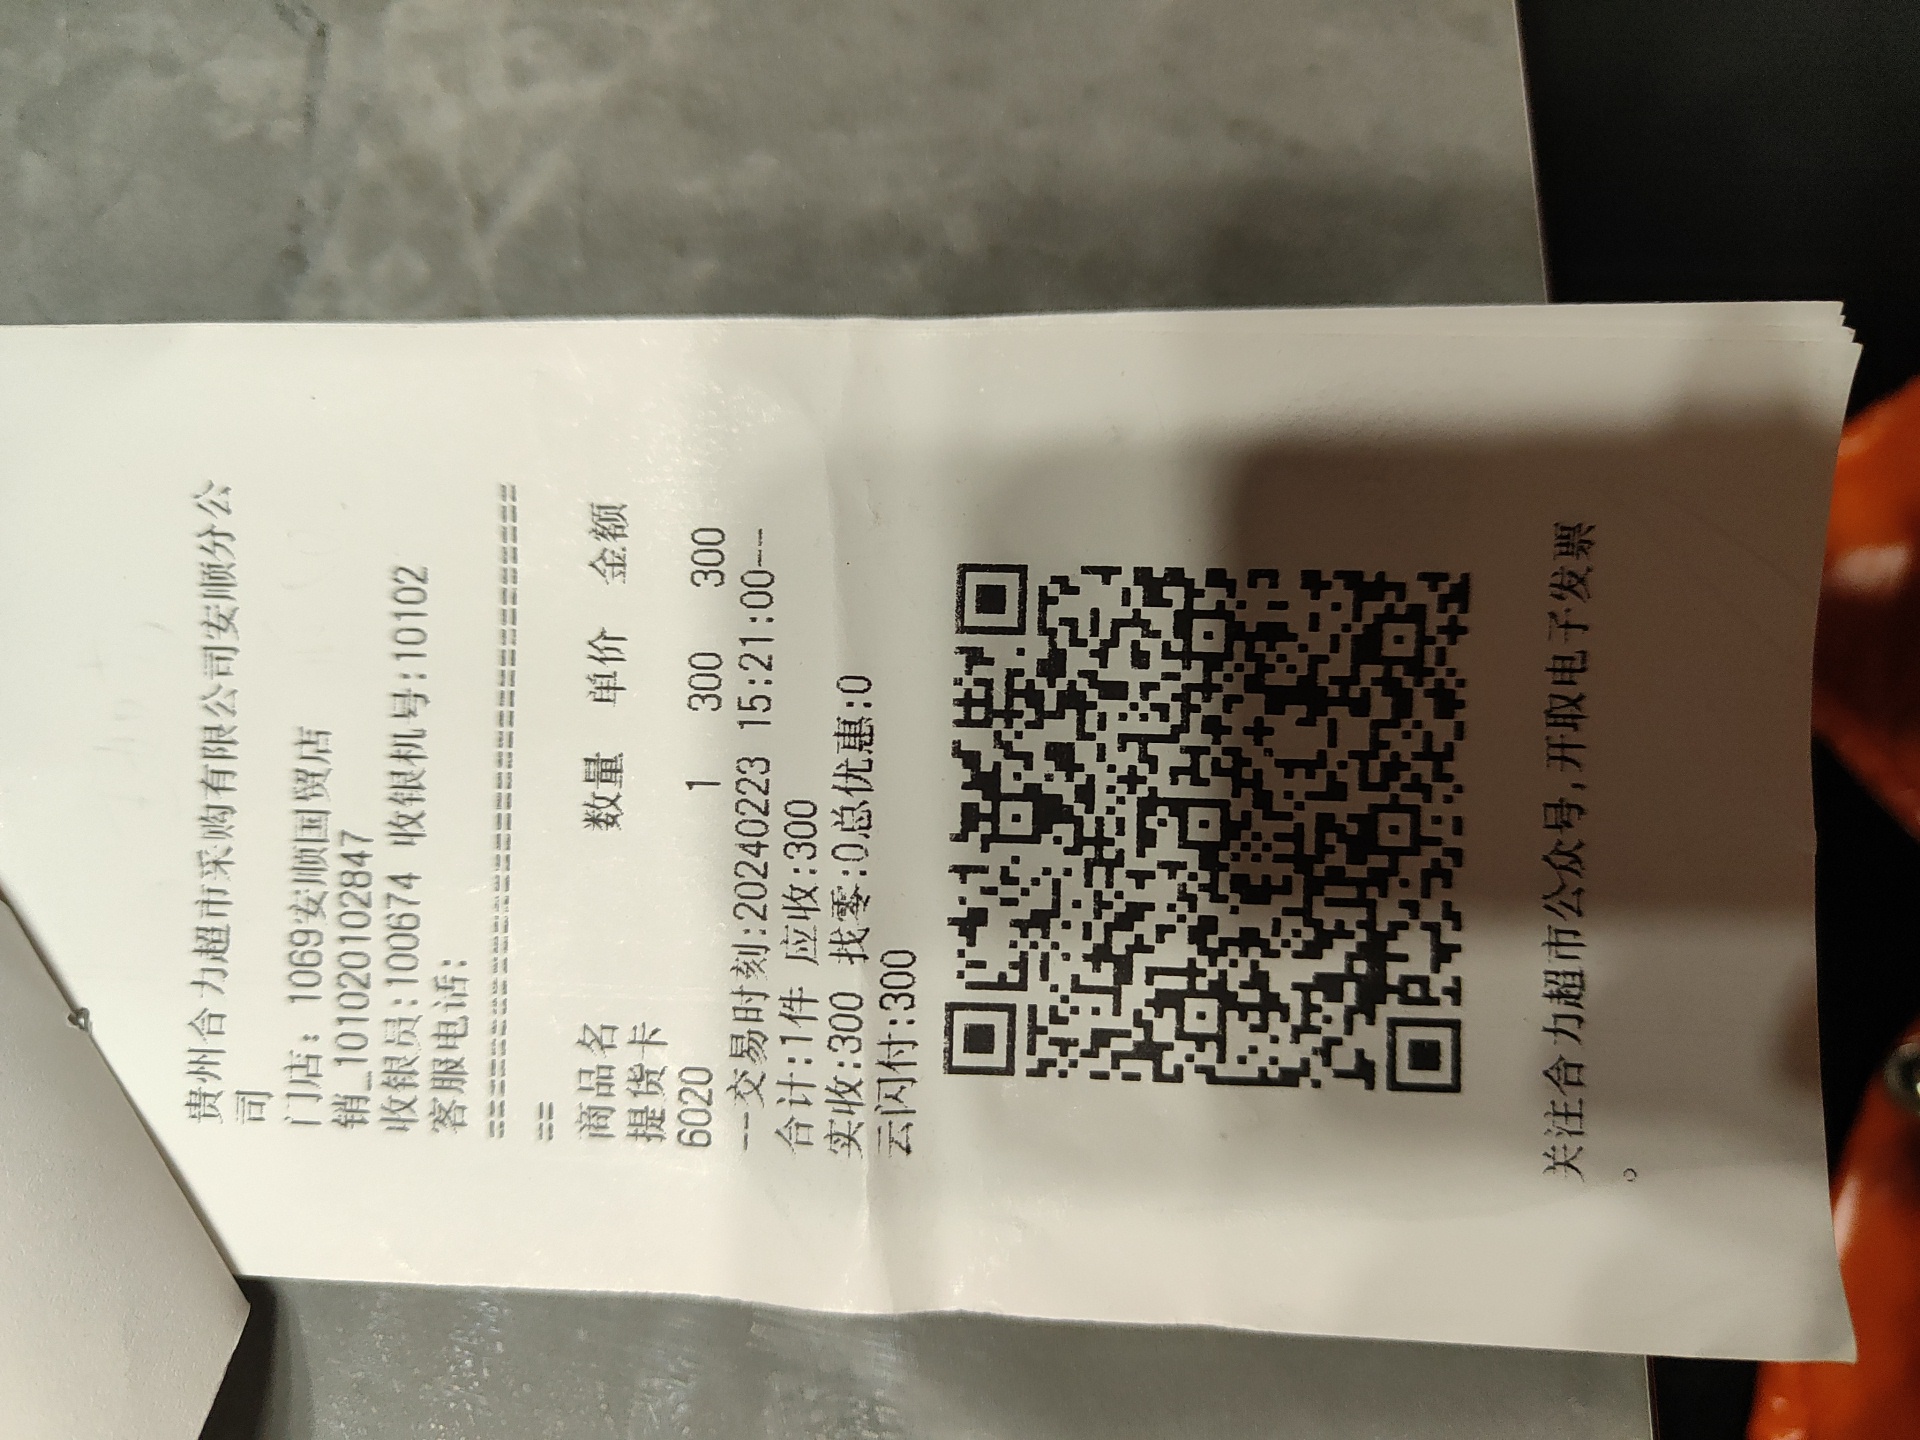 贵州合力超市采购有限公司安顺分公
司
门店：1069安顺国贸店
销_1010201028​47
收银员:100674 收银机号:10102
客服电话:
==========================================
==
商品名 数量 单价 金额
提货卡
6020 1 300 300
--交易时刻:20240223 15:21:00--
合计:1件 应收:300
实收:300 找零:0总优惠:0
云闪付:300
关注合力超市公众号,开取电子发票
。